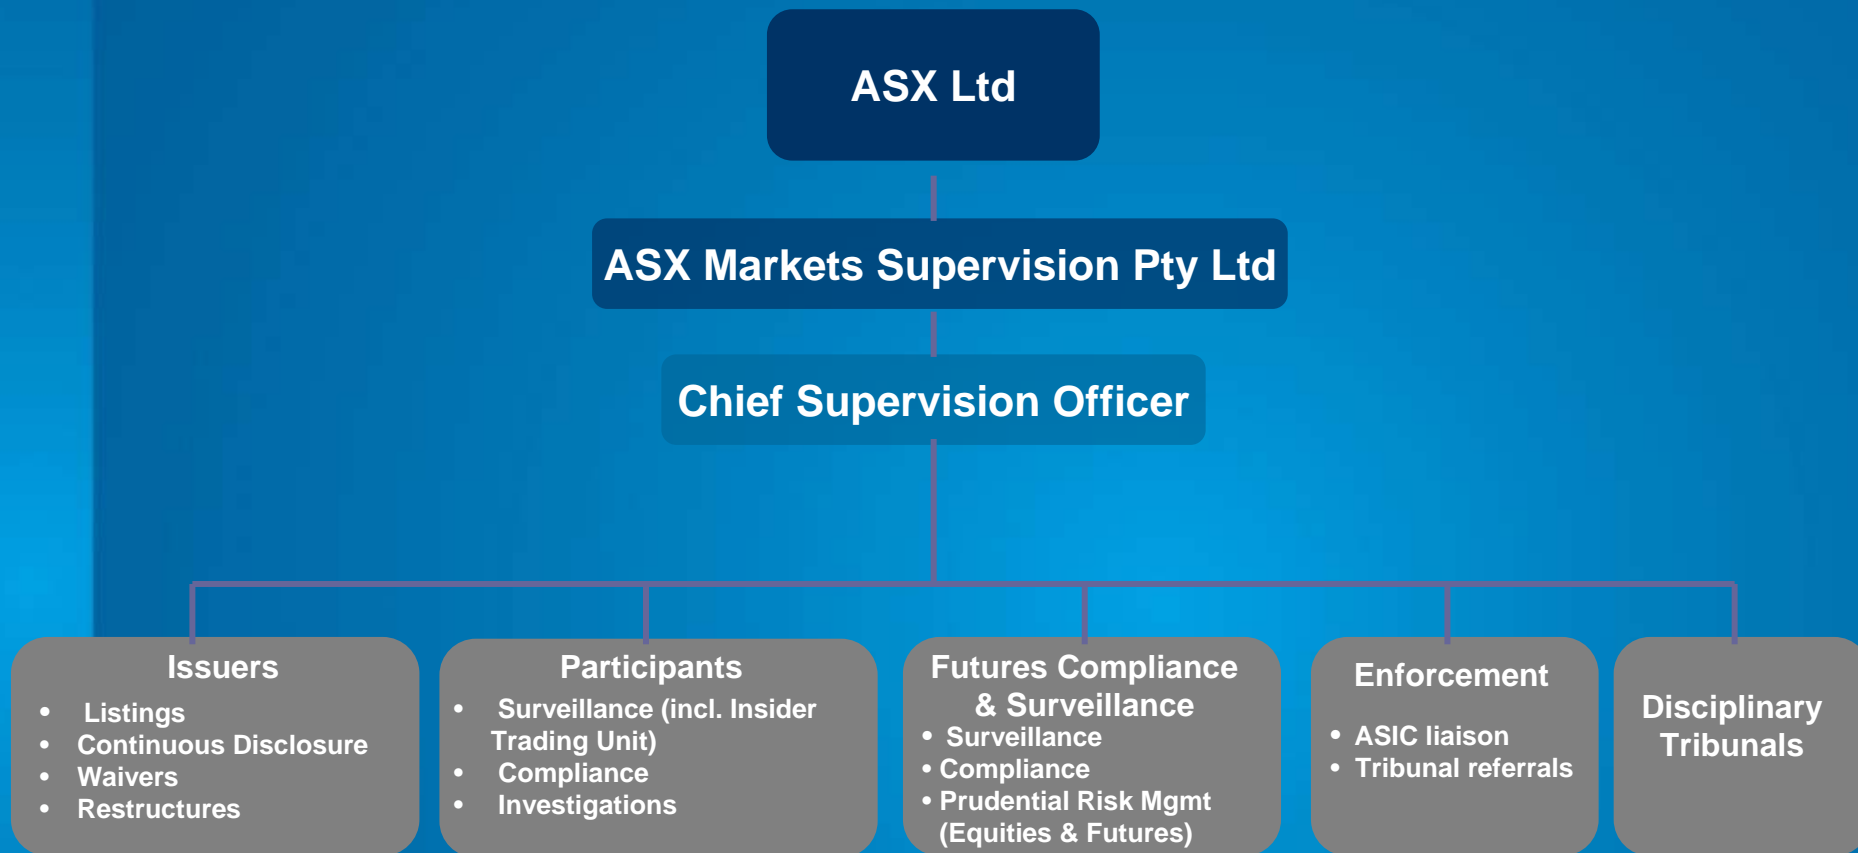 ASX Ltd
ASX Markets Supervision Pty Ltd
Chief Supervision Officer
Issuers
• Listings
• Continuous Disclosure
• Waivers
• Restructures
Participants
• Surveillance (incl. Insider
Trading Unit)
• Compliance
• Investigations
Futures Compliance
& Surveillance
• Surveillance
• Compliance
• Prudential Risk Mgmt
(Equities & Futures)
Enforcement
• ASIC liaison
• Tribunal referrals
Disciplinary
Tribunals